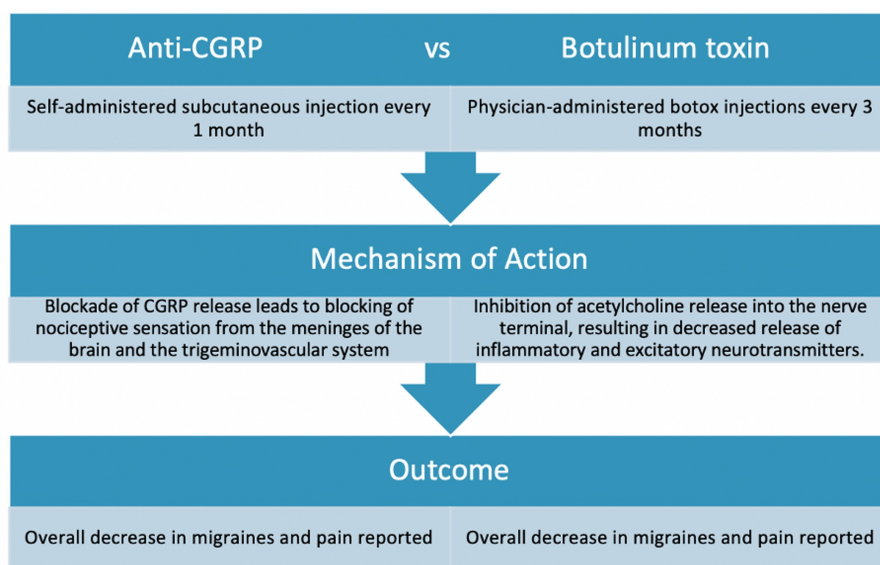 Anti-CGRP vs Botulinum toxin
Self-administered subcutaneous injection every
1 month
Physician-administered botox injections every 3
months
Mechanism of Action
Blockade of CGRP release leads to blocking of
nociceptive sensation from the meninges of the
brain and the trigeminovascular system
Inhibition of acetylcholine release into the nerve
terminal, resulting in decreased release of
inflammatory and excitatory neurotransmitters.
Outcome
Overall decrease in migraines and pain reported
Overall decrease in migraines and pain reported